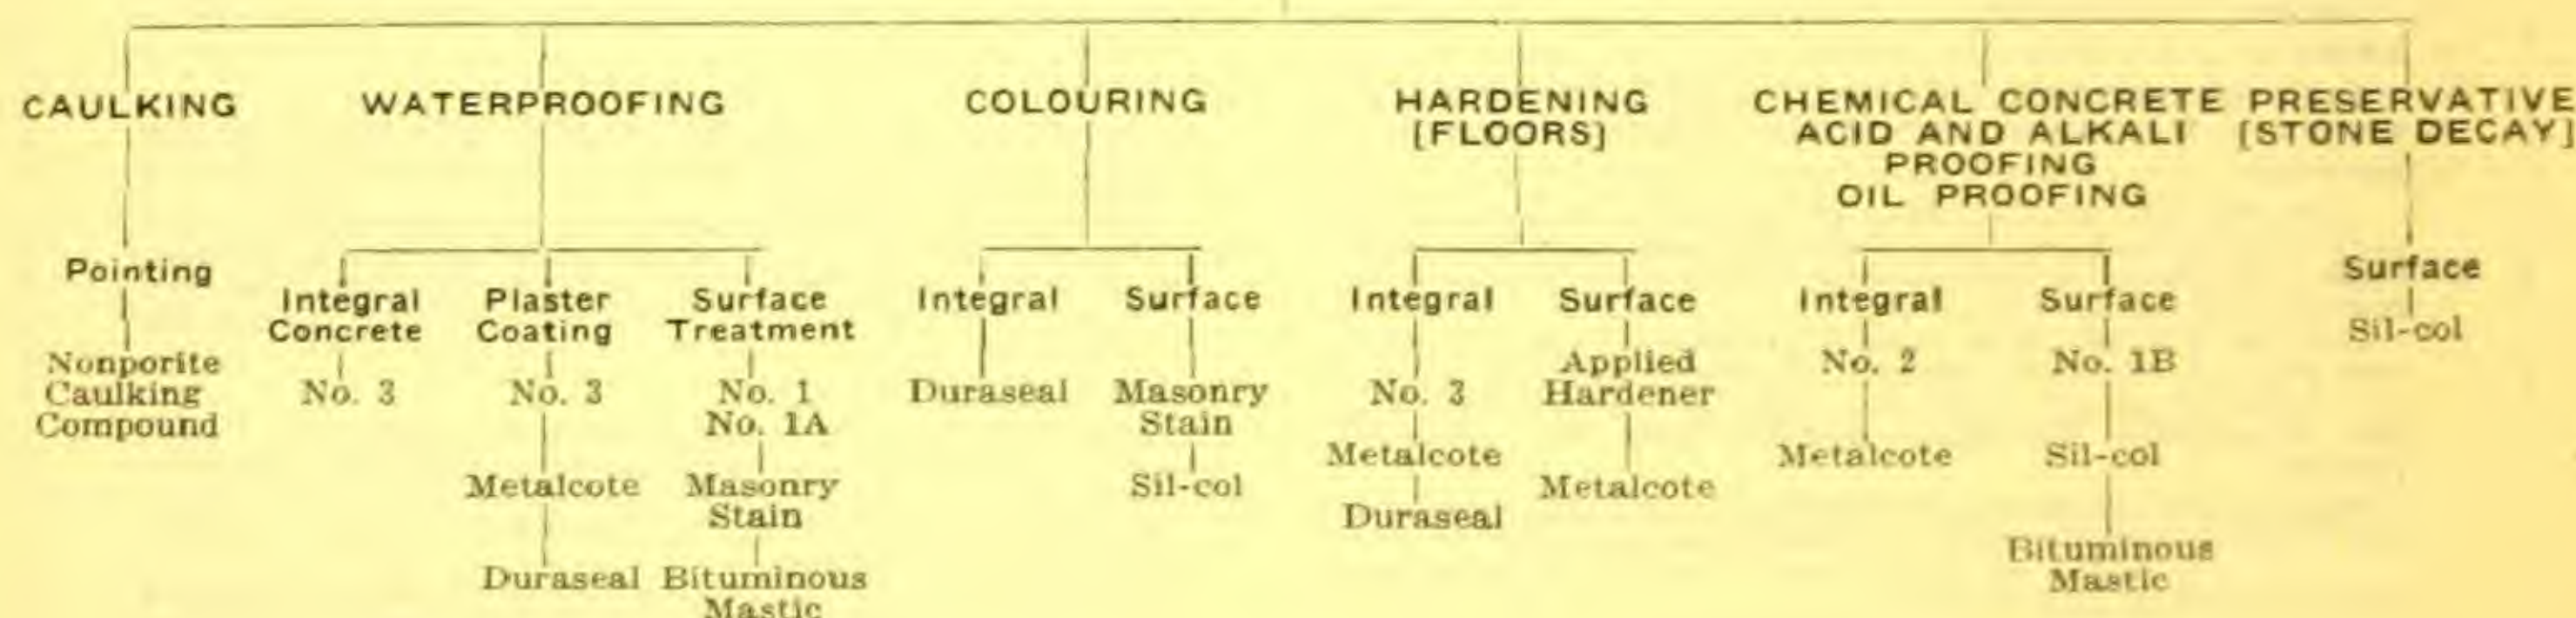 CAULKING
Pointing
Nonporite
Caulking
Compound
WATERPROOFING
Integral
Concrete
No. 3
Plaster
Coating
No. 3
Metalcote
Duraseal
Surface
Treatment
No. 1
No. 1A
Masonry
Stain
Bituminous
Mastic
COLOURING
Integral
Duraseal
Surface
Masonry
Stain
Sil-col
HARDENING
[FLOORS]
Integral
No. 3
Metalcote
Duraseal
Surface
Applied
Hardener
Metalcote
CHEMICAL CONCRETE
ACID AND ALKALI
PROOFING
OIL PROOFING
Integral
No. 2
Metalcote
Surface
No. 1B
Sil-col
Bituminous
Mastic
PRESERVATIVE
[STONE DECAY]
Surface
Sil-col